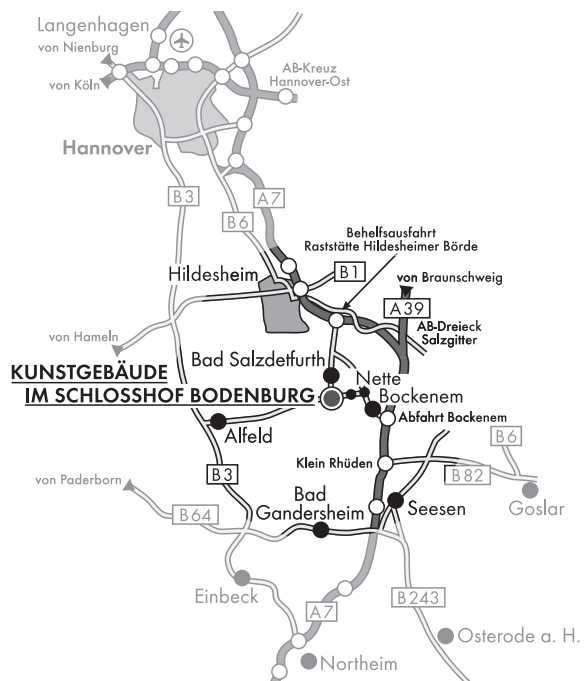 Langenhagen
von Nienburg
von Köln
AB-Kreuz
Hannover-Ost
Hannover
B3
A7
B6
Behelfsausfahrt
Raststätte Hildesheimer Börde
Hildesheim
B1
von Braunschweig
A39
AB-Dreieck
Salzgitter
von Hameln
Bad Salzdetfurth
KUNSTGEBÄUDE
IM SCHLOSSHOF BODENBURG
Nette
Bockenem
Abfahrt Bockenem
Alfeld
B6
Klein Rhüden
B3
B82
von Paderborn
Goslar
Bad
Gandersheim
Seesen
B64
Einbeck
A7
B243
Osterode a. H.
Northeim